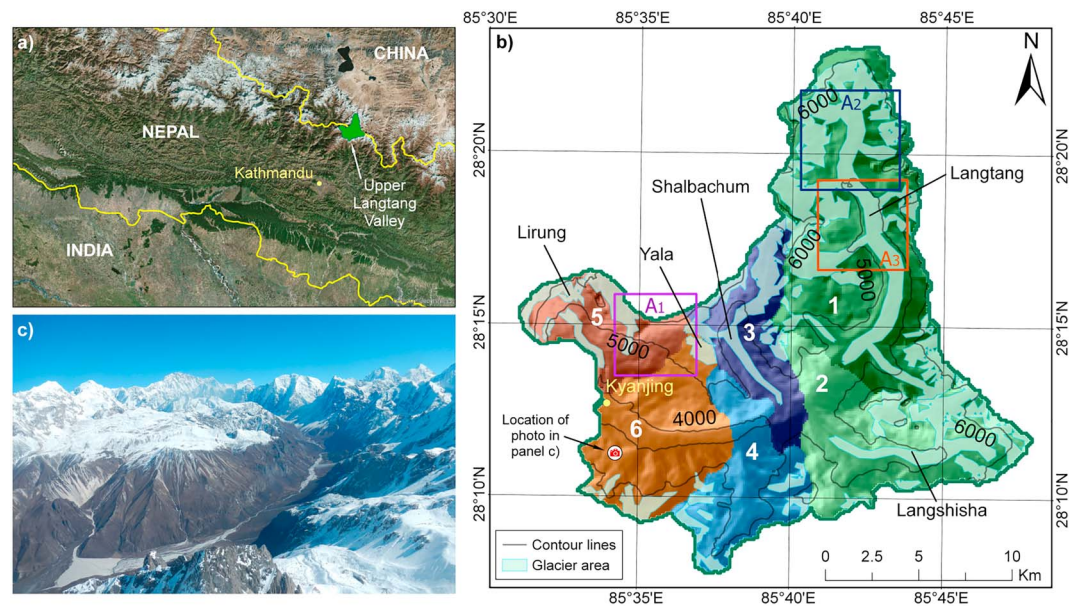 a)
CHINA
NEPAL
Kathmandu
Upper
Langtang
Valley
INDIA
c)
85°30'E
85°35'E
85°40'E
85°45'E
b)
N
6000
A2
28°20'N
28°20'N
Langtang
Shalbachum
Lirung
Yala
6000
A3
5000
A1
1
5
28°15'N
28°15'N
3
5000
2
Kyanjing
4000
6000
Location of
photo in
panel c)
6
4
28°10'N
28°10'N
Langshisha
Contour lines
Glacier area
0 2.5 5 10
Km
85°35'E
85°40'E
85°45'E